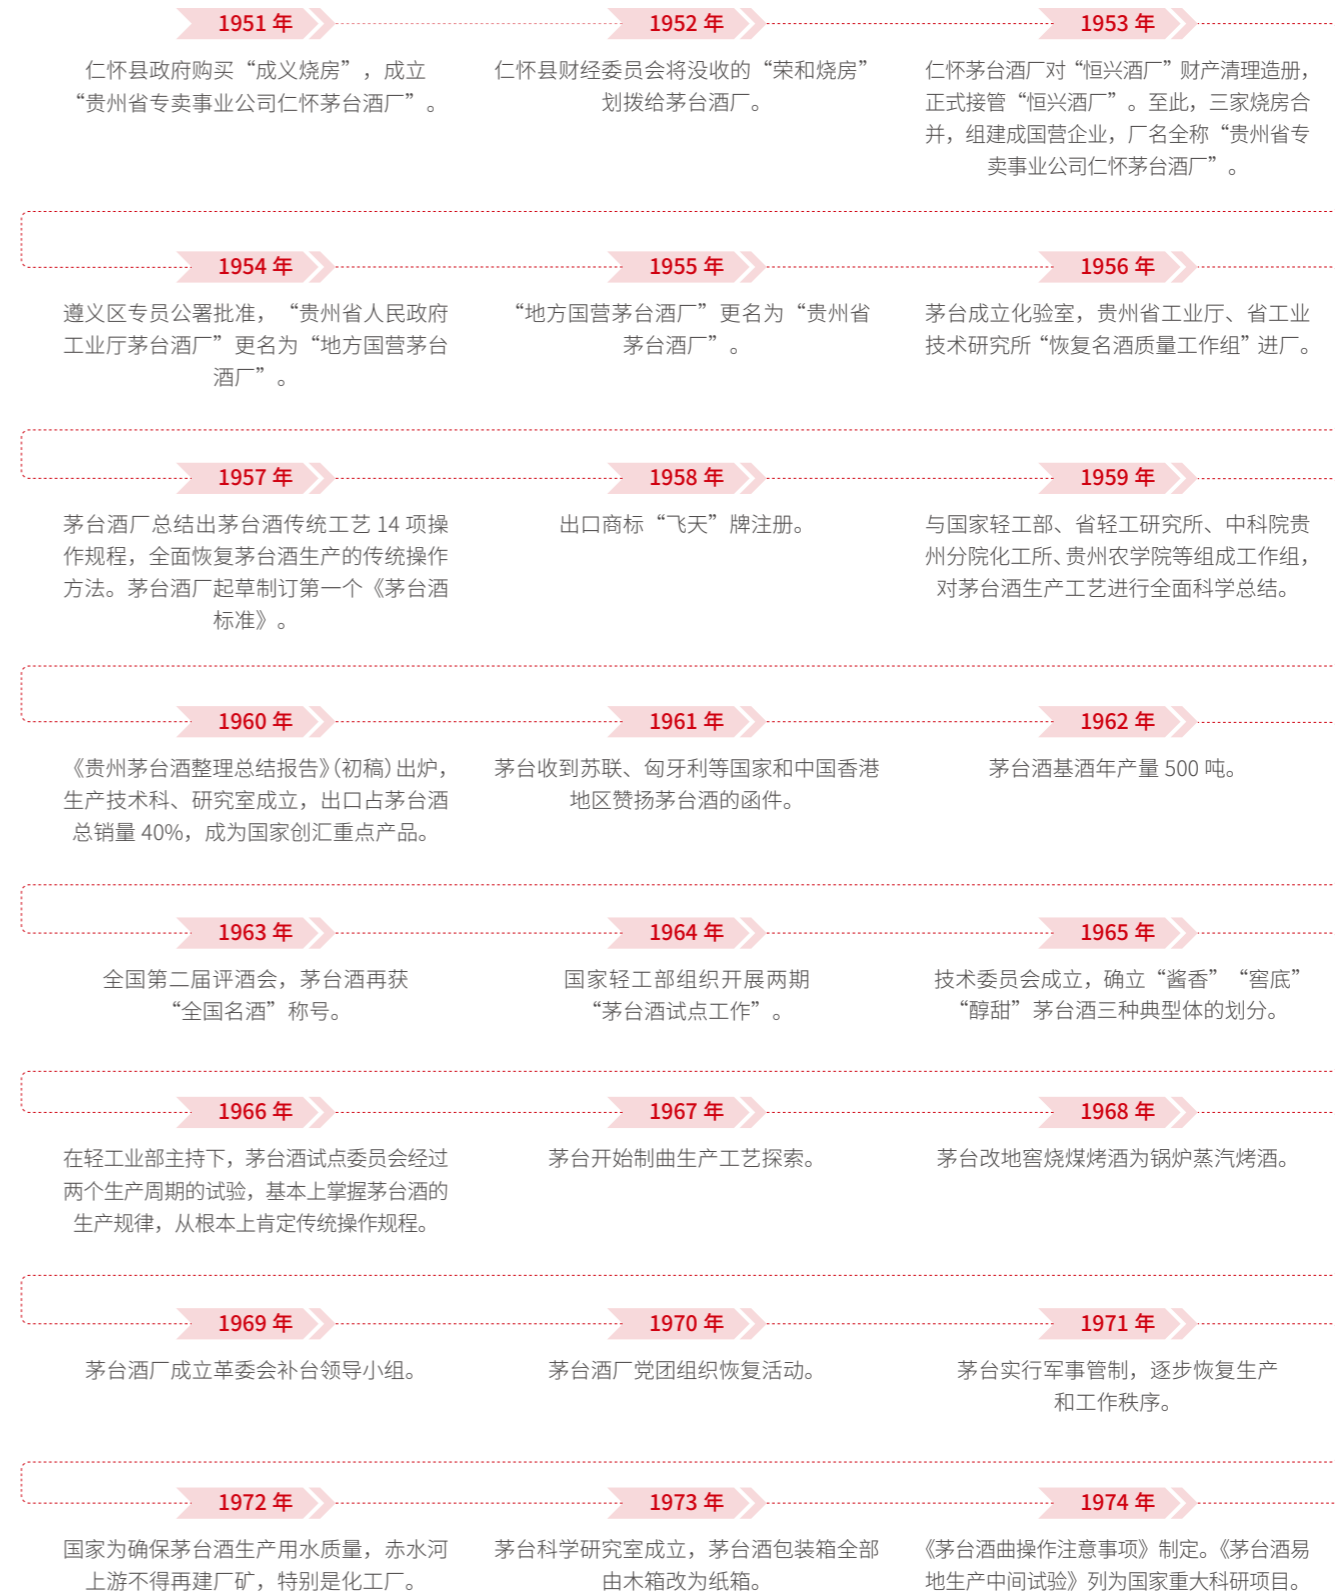 1951 年
仁怀县政府购买“成义烧房”，成立
“贵州省专卖事业公司仁怀茅台酒厂”。
1952 年
仁怀县财经委员会将没收的“荣和烧房”
划拨给茅台酒厂。
1953 年
仁怀茅台酒厂对“恒兴酒厂”财产清理造册，
正式接管“恒兴酒厂”。至此，三家烧房合
并，组建成国营企业，厂名全称“贵州省专
卖事业公司仁怀茅台酒厂”。
1954 年
遵义区专员公署批准，“贵州省人民政府
工业厅茅台酒厂”更名为“地方国营茅台
酒厂”。
1955 年
“地方国营茅台酒厂”更名为“贵州省
茅台酒厂”。
1956 年
茅台成立化验室，贵州省工业厅、省工业
技术研究所“恢复名酒质量工作组”进厂。
1957 年
茅台酒厂总结出茅台酒传统工艺 14 项操
作规程，全面恢复茅台酒生产的传统操作
方法。茅台酒厂起草制订第一个《茅台酒
标准》。
1958 年
出口商标“飞天”牌注册。
1959 年
与国家轻工部、省轻工研究所、中科院贵
州分院化工所、贵州农学院等组成工作组，
对茅台酒生产工艺进行全面科学总结。
1960 年
《贵州茅台酒整理总结报告》（初稿）出炉，
生产技术科、研究室成立，出口占茅台酒
总销量 40%，成为国家创汇重点产品。
1961 年
茅台收到苏联、匈牙利等国家和中国香港
地区赞扬茅台酒的函件。
1962 年
茅台酒基酒年产量 500 吨。
1963 年
全国第二届评酒会，茅台酒再获
“全国名酒”称号。
1964 年
国家轻工部组织开展两期
“茅台酒试点工作”。
1965 年
技术委员会成立，确立“酱香”“窖底”
“醇甜”茅台酒三种典型体的划分。
1966 年
在轻工业部主持下，茅台酒试点委员会经过
两个生产周期的试验，基本上掌握茅台酒的
生产规律，从根本上肯定传统操作规程。
1967 年
茅台开始制曲生产工艺探索。
1968 年
茅台改地窖烧煤烤酒为锅炉蒸汽烤酒。
1969 年
茅台酒厂成立革委会补台领导小组。
1970 年
茅台酒厂党团组织恢复活动。
1971 年
茅台实行军事管制，逐步恢复生产
和工作秩序。
1972 年
国家为确保茅台酒生产用水质量，赤水河
上游不得再建厂矿，特别是化工厂。
1973 年
茅台科学研究室成立，茅台酒包装箱全部
由木箱改为纸箱。
1974 年
《茅台酒曲操作注意事项》制定。《茅台酒易
地生产中间试验》列为国家重大科研项目。